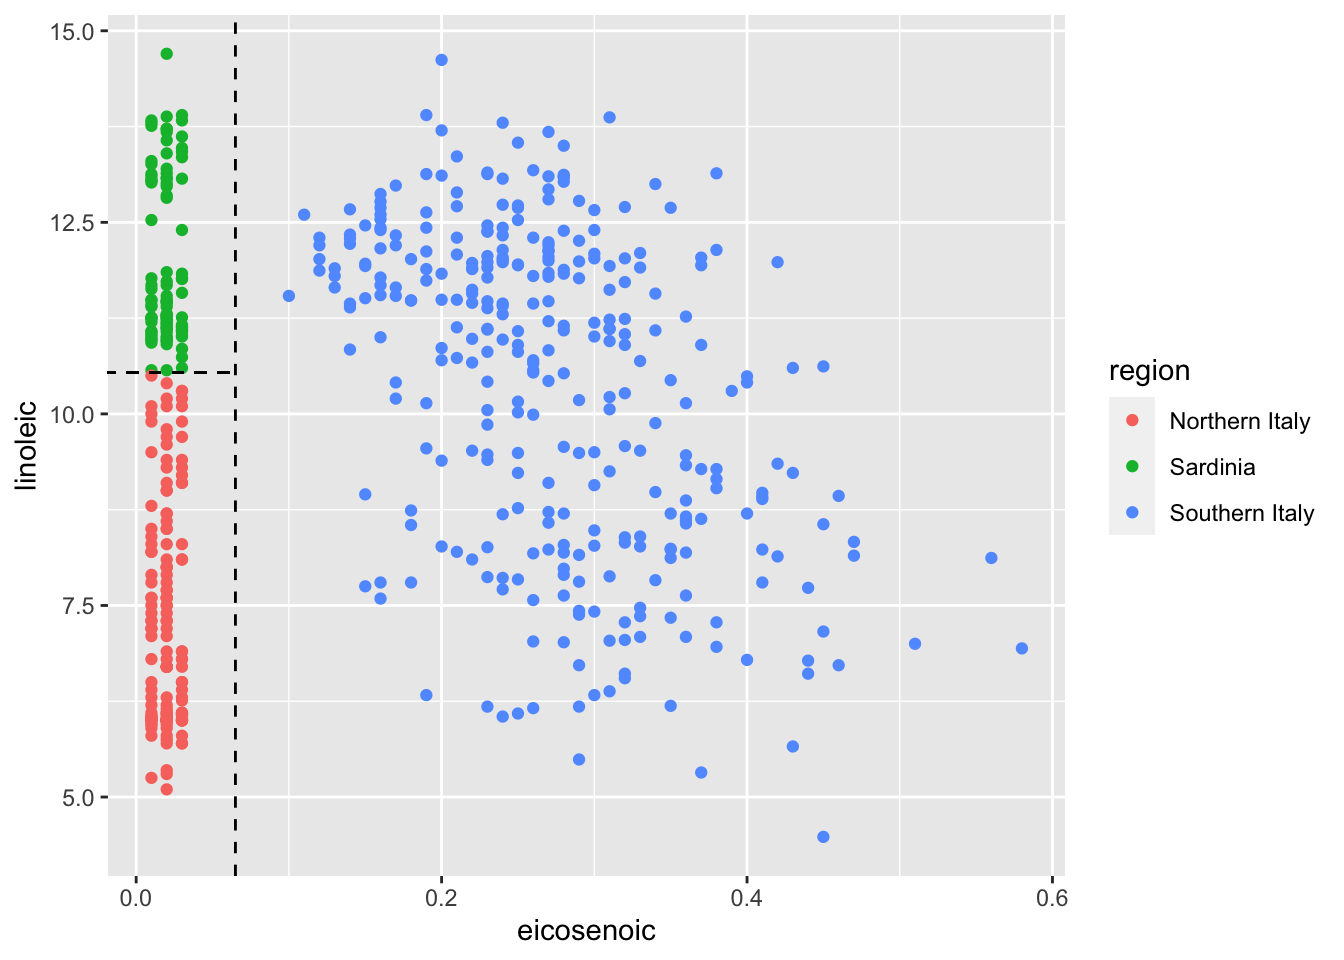 15.0
12.5
10.0
7.5
5.0
linoleic
0.0 0.2 0.4 0.6
eicosenoic
region
Northern Italy
Sardinia
Southern Italy